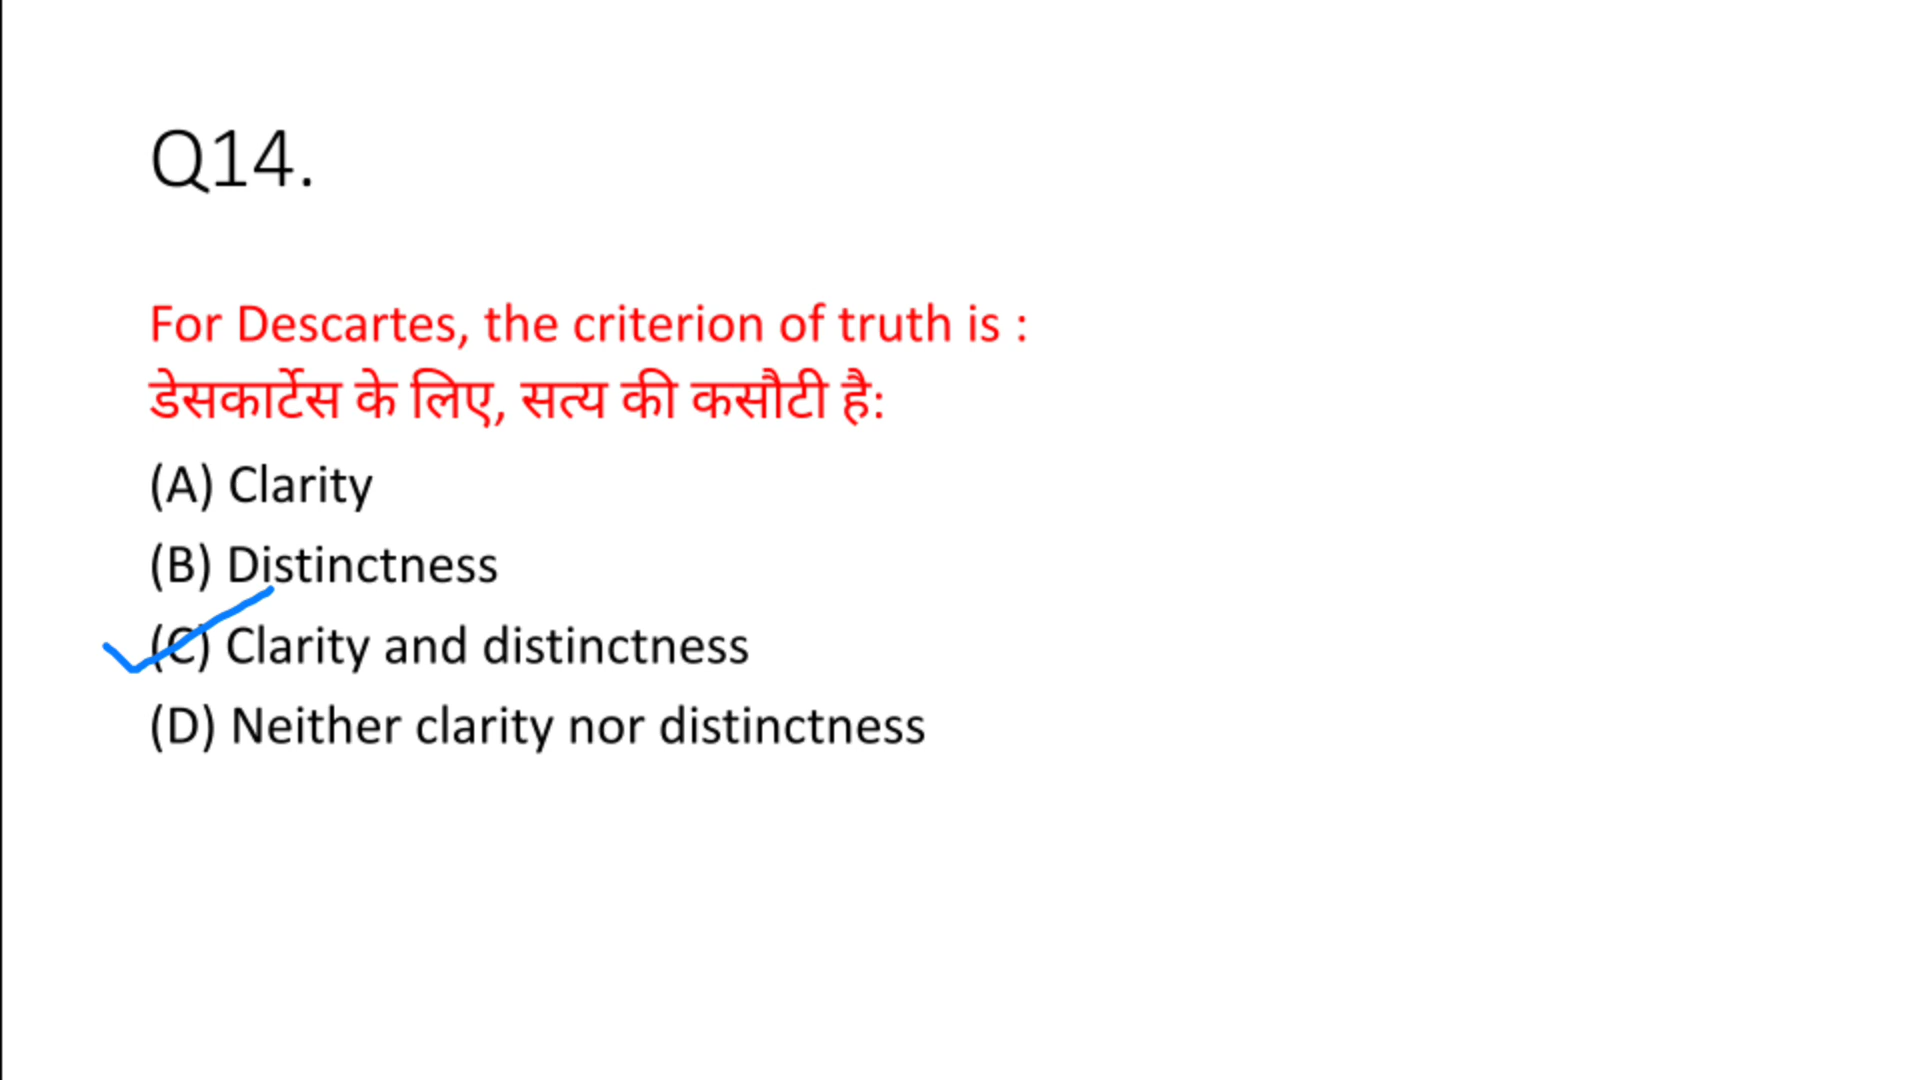 Q14.
For Descartes, the criterion of truth is :
डेसकार्टेस के लिए, सत्य की कसौटी है:
(A) Clarity
(B) Distinctness
(C) Clarity and distinctness
(D) Neither clarity nor distinctness